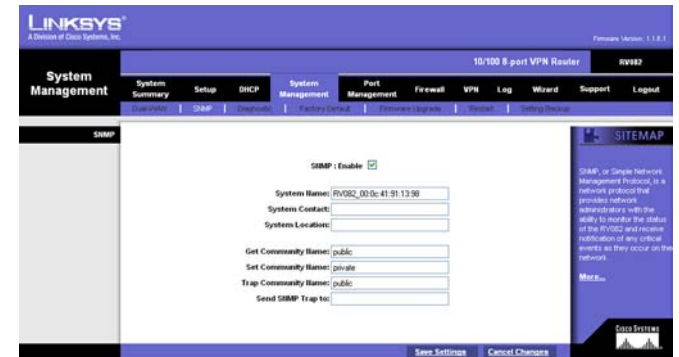 LINKSYS®
A Division of Cisco Systems, Inc.
Firmware Version: 1.1.8.1
10/100 8-port VPN Router
RV082
System Management
System Summary
Setup
DHCP
System Management
Port Management
Firewall
VPN
Log
Wizard
Support
Logout
Dual-WAN | SNMP | Diagnostic | Factory Default | Firmware Upgrade | Restart | Setting Backup
SNMP
SITEMAP
SNMP : Enable
System Name: RV082_00:0c:41:91:13:98
System Contact:
System Location:
Get Community Name: public
Set Community Name: private
Trap Community Name: public
Send SNMP Trap to:
SNMP, or Simple Network
Management Protocol, is a
network protocol that
provides network
administrators with the
ability to monitor the status
of the RV082 and receive
notification of any critical
events as they occur on the
network.
More...
Save Settings
Cancel Changes
CISCO SYSTEMS